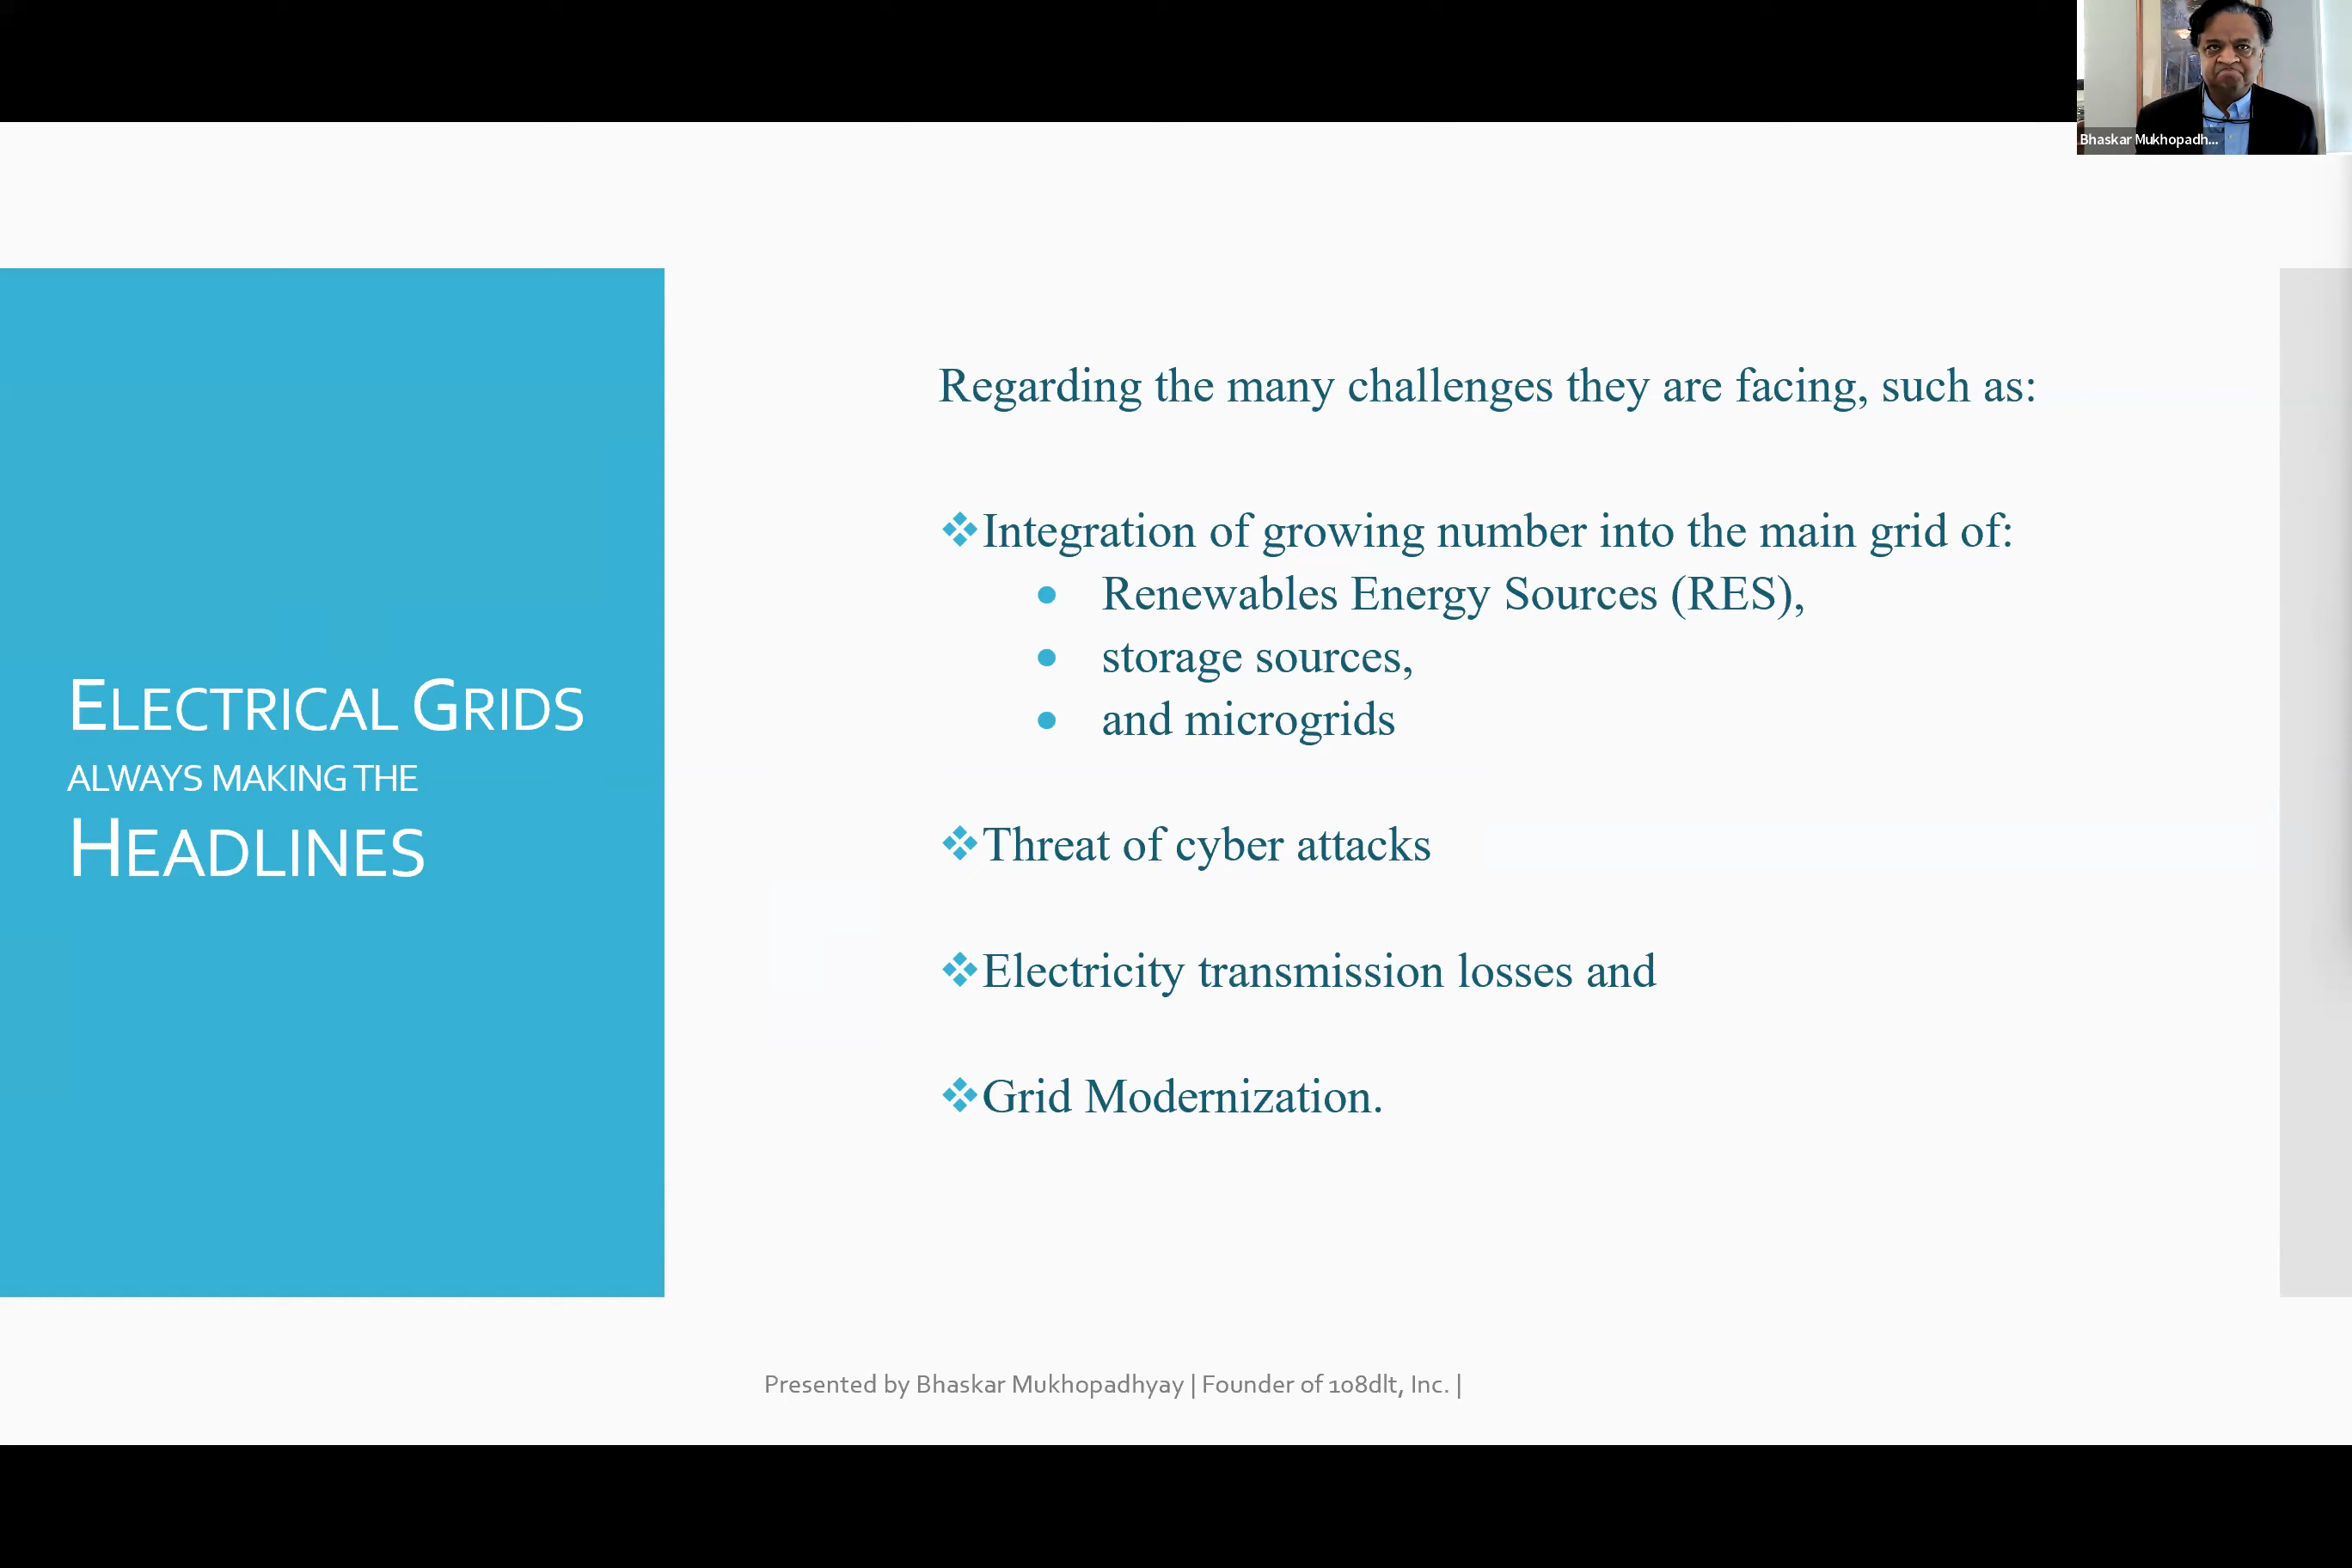 Bhaskar Mukhopadh...
ELECTRICAL GRIDS
ALWAYS MAKING THE
HEADLINES
Regarding the many challenges they are facing, such as:
❖Integration of growing number into the main grid of:
• Renewables Energy Sources (RES),
• storage sources,
• and microgrids
❖Threat of cyber attacks
❖Electricity transmission losses and
❖Grid Modernization.
Presented by Bhaskar Mukhopadhyay | Founder of 108dlt, Inc. |